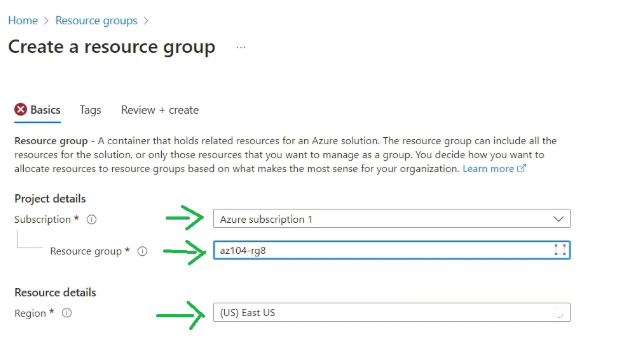 Home > Resource groups >
Create a resource group ...
Basics Tags Review + create
Resource group - A container that holds related resources for an Azure solution. The resource group can include all the
resources for the solution, or only those resources that you want to manage as a group. You decide how you want to
allocate resources to resource groups based on what makes the most sense for your organization. Learn more
Project details
Subscription * Azure subscription 1
Resource group * az104-rg8
Resource details
Region * (US) East US